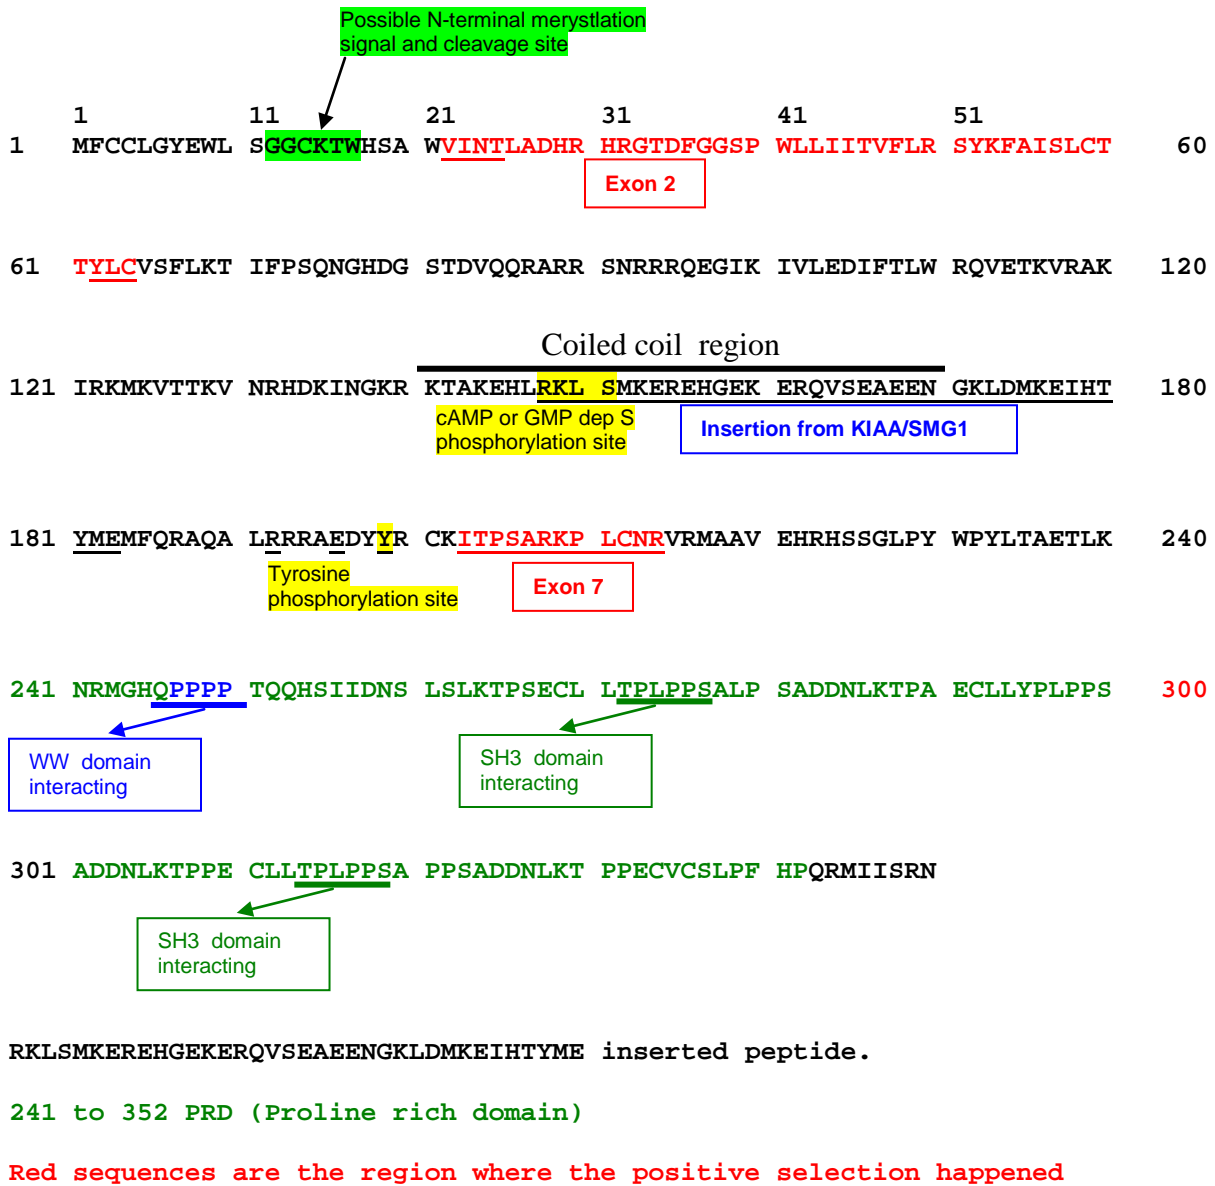 Possible N-terminal merystlation
signal and cleavage site
1 11 21 31 41 51
1 MFCCLGYEWL SGGCKTWHSA WVINTLADHR HRGTDFGGSP WLLIITVFLR SYKFAISLCT 60
Exon 2
61 TYLCVSFLKT IFPSQNGHDG STDVQQRARR SNRRRQEGIK IVLEDIFTLW RQVETKVRAK 120
Coiled coil region
121 IRKMKVTTKV NRHDKINGKR KTAKEHLRKL SMKEREHGEK ERQVSEAEEN GKLDMKEIHT 180
cAMP or GMP dep S
phosphorylation site
Insertion from KIAA/SMG1
181 YMEMFQRAQA LRRRAEDYYR CKITPSARKP LCNRVRMAAV EHRHSSGLPY WPYLTAETLK 240
Tyrosine
phosphorylation site
Exon 7
241 NRMGHQPPPP TQQHSIIDNS LSLKTPSECL LTPLPPSALP SADDNLKTPA ECLLYPLPPS 300
WW domain
interacting
SH3 domain
interacting
301 ADDNLKTPPE CLLTPLPPSA PPSADDNLKT PPECVCSLPF HPQRMIISRN
SH3 domain
interacting
RKLSMKEREHGEKERQVSEAEENGKLDMKEIHTYME inserted peptide.
241 to 352 PRD (Proline rich domain)
Red sequences are the region where the positive selection happened